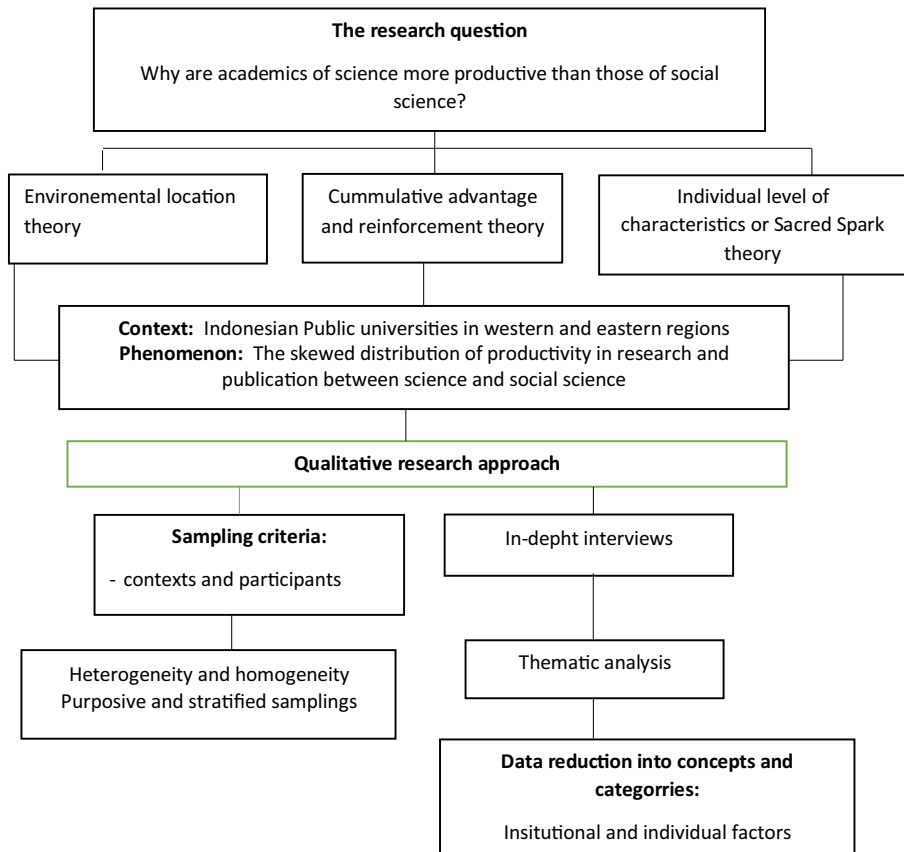 The research question
Why are academics of science more productive than those of social
science?
Environemental location
theory
Cummulative advantage
and reinforcement theory
Individual level of
characteristics or Sacred Spark
theory
Context: Indonesian Public universities in western and eastern regions
Phenomenon: The skewed distribution of productivity in research and
publication between science and social science
Qualitative research approach
Sampling criteria:
- contexts and participants
In-depht interviews
Heterogeneity and homogeneity
Purposive and stratified samplings
Thematic analysis
Data reduction into concepts and
categorries:
Insitutional and individual factors